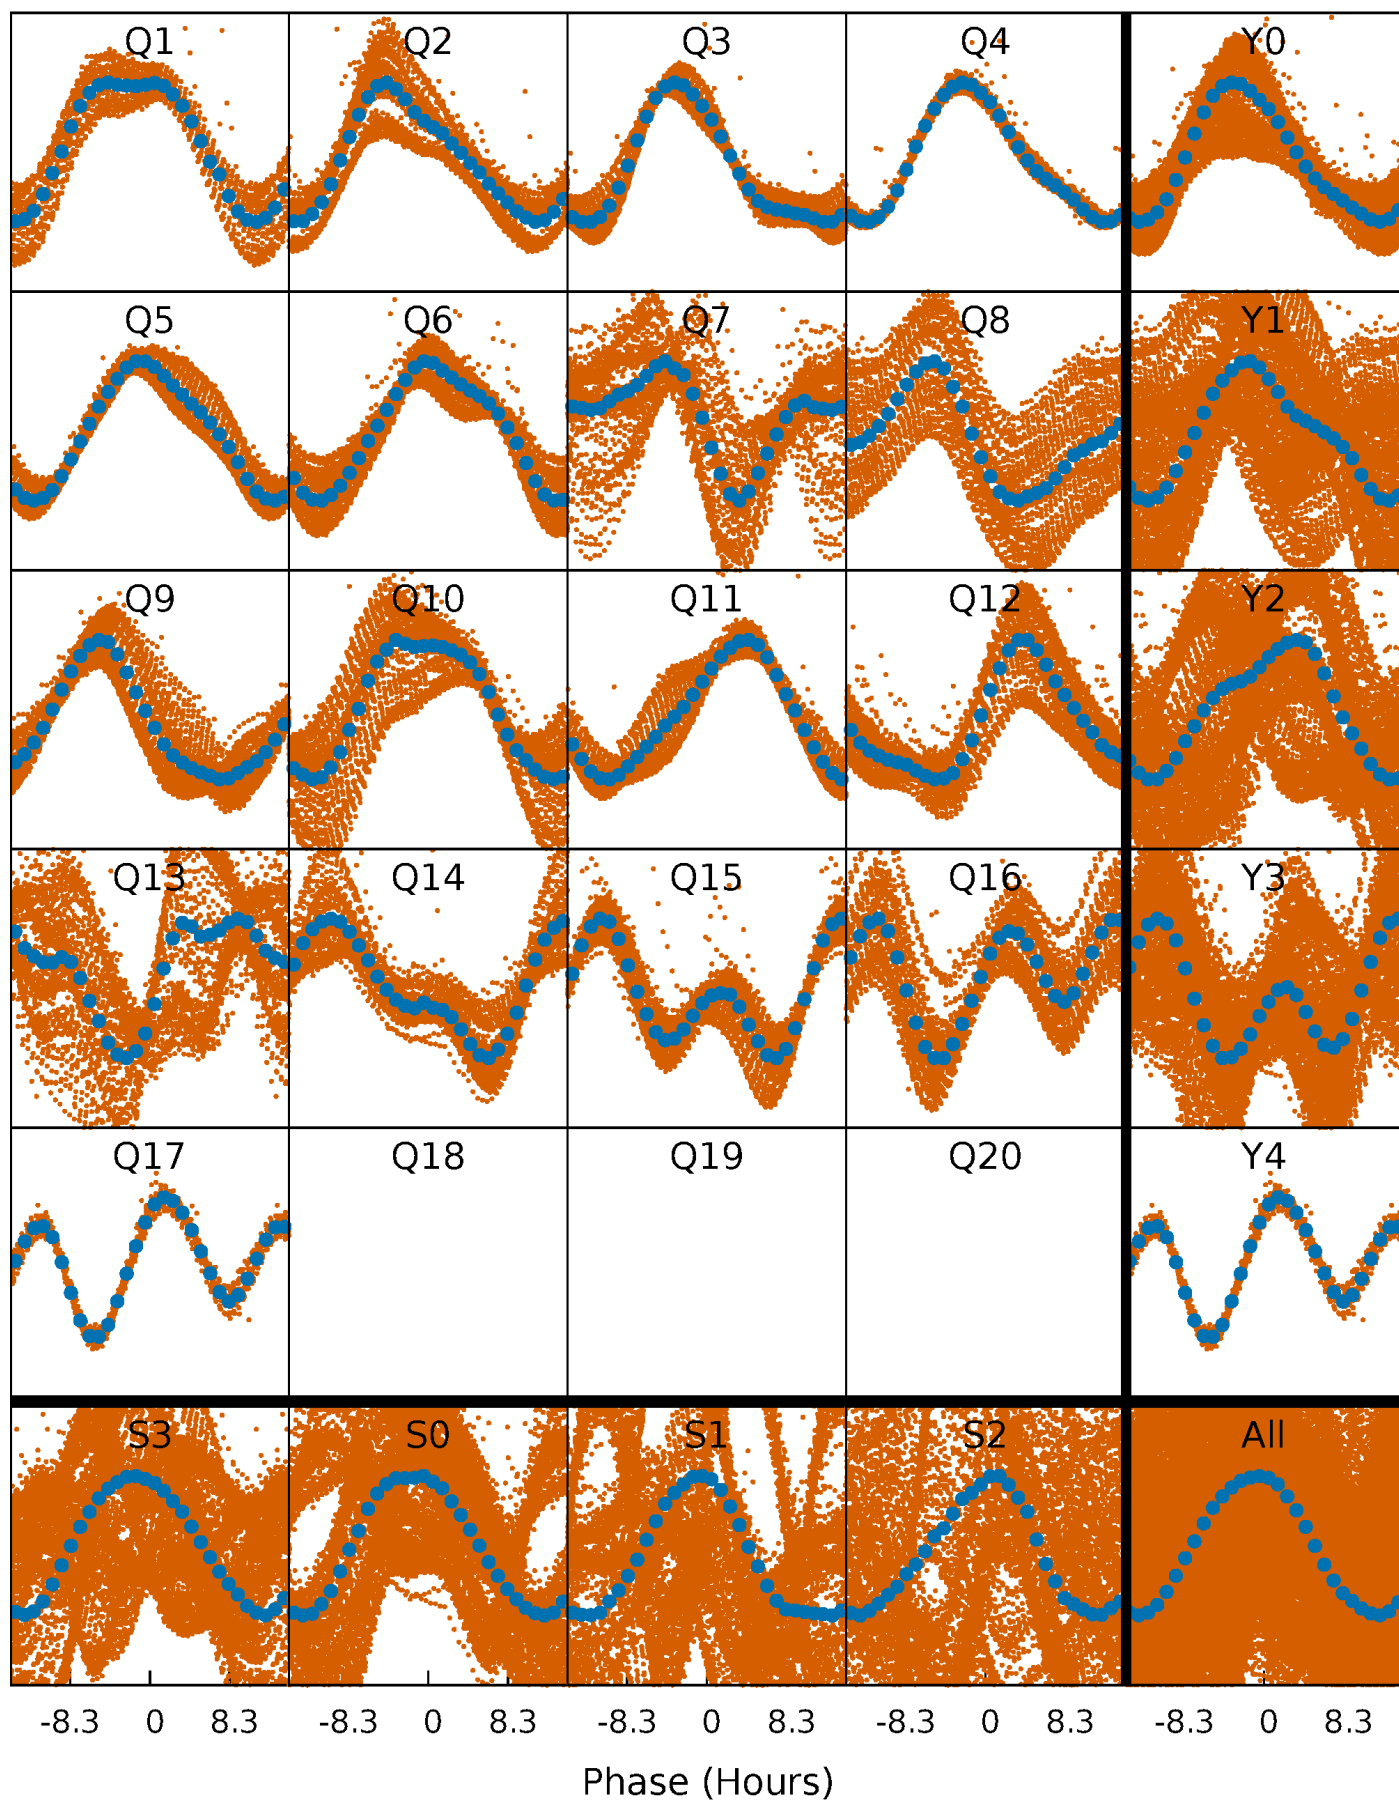 Q1 Q2 Q3 Q4 Y0
Q5 Q6 Q7 Q8 Y1
Q9 Q10 Q11 Q12 Y2
Q13 Q14 Q15 Q16 Y3
Q17 Q18 Q19 Q20 Y4
S3 S0 S1 S2 All
-8.3 0 8.3 -8.3 0 8.3 -8.3 0 8.3 -8.3 0 8.3 -8.3 0 8.3
Phase (Hours)